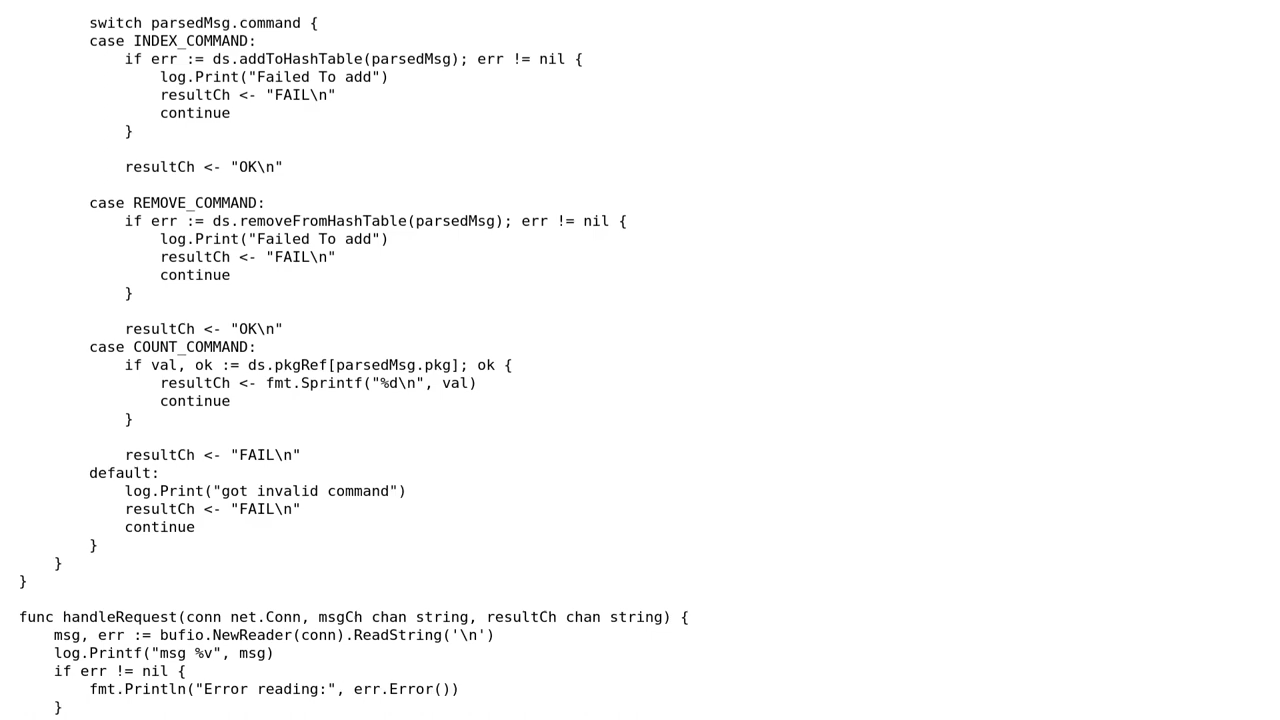 switch parsedMsg.command {
        case INDEX_COMMAND:
            if err := ds.addToHashTable(parsedMsg); err != nil {
                log.Print("Failed To add")
                resultCh <- "FAIL\n"
                continue
            }

            resultCh <- "OK\n"

        case REMOVE_COMMAND:
            if err := ds.removeFromHashTable(parsedMsg); err != nil {
                log.Print("Failed To add")
                resultCh <- "FAIL\n"
                continue
            }

            resultCh <- "OK\n"
        case COUNT_COMMAND:
            if val, ok := ds.pkgRef[parsedMsg.pkg]; ok {
                resultCh <- fmt.Sprintf("%d\n", val)
                continue
            }

            resultCh <- "FAIL\n"
        default:
            log.Print("got invalid command")
            resultCh <- "FAIL\n"
            continue
        }
    }
}

func handleRequest(conn net.Conn, msgCh chan string, resultCh chan string) {
    msg, err := bufio.NewReader(conn).ReadString('\n')
    log.Printf("msg %v", msg)
    if err != nil {
        fmt.Println("Error reading:", err.Error())
    }